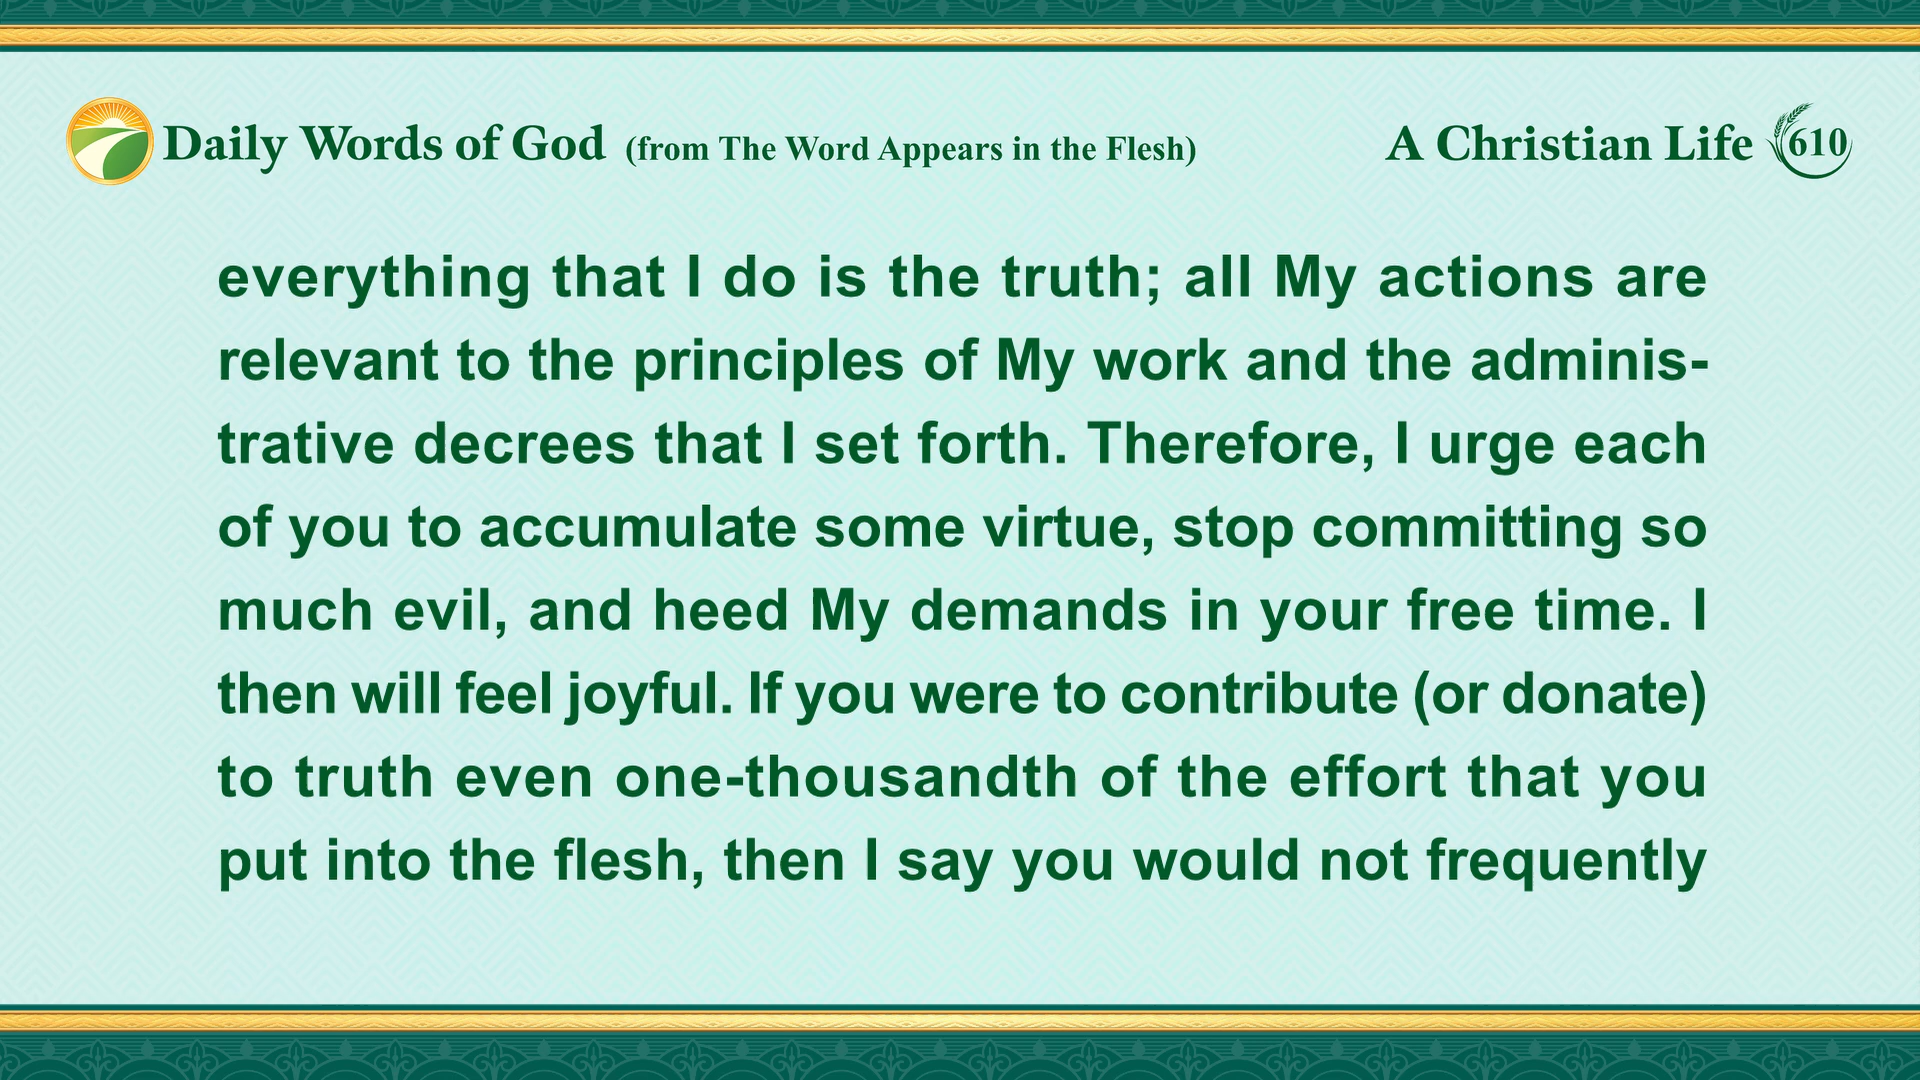 Daily Words of God (from The Word Appears in the Flesh)
A Christian Life 610
everything that I do is the truth; all My actions are
relevant to the principles of My work and the adminis-
trative decrees that I set forth. Therefore, I urge each
of you to accumulate some virtue, stop committing so
much evil, and heed My demands in your free time. I
then will feel joyful. If you were to contribute (or donate)
to truth even one-thousandth of the effort that you
put into the flesh, then I say you would not frequently